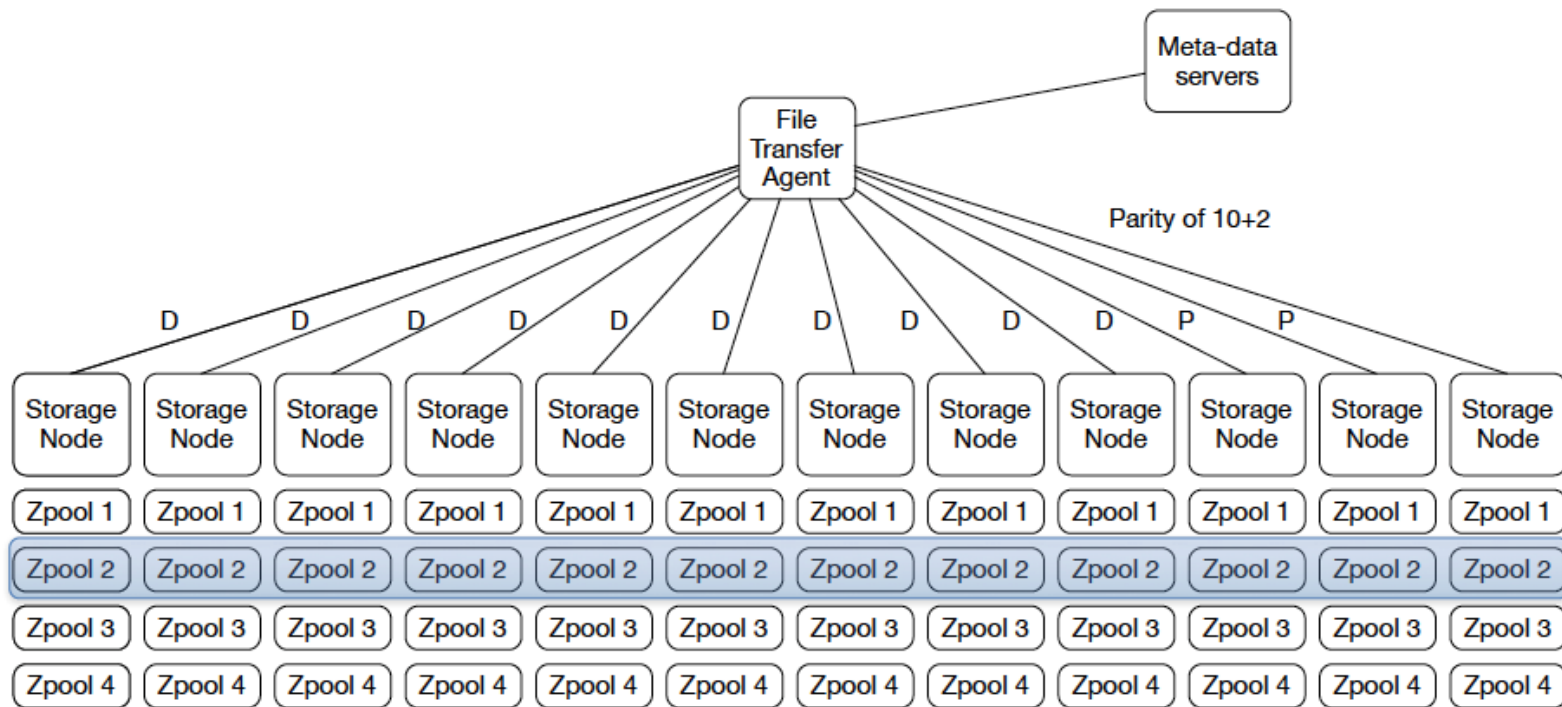 Meta-data
servers
File
Transfer
Agent
Parity of 10+2
D D D D D D D D D D P P
Storage Storage Storage Storage Storage Storage Storage Storage Storage Storage Storage Storage
Node Node Node Node Node Node Node Node Node Node Node Node
Zpool 1 Zpool 1 Zpool 1 Zpool 1 Zpool 1 Zpool 1 Zpool 1 Zpool 1 Zpool 1 Zpool 1 Zpool 1 Zpool 1
Zpool 2 Zpool 2 Zpool 2 Zpool 2 Zpool 2 Zpool 2 Zpool 2 Zpool 2 Zpool 2 Zpool 2 Zpool 2 Zpool 2
Zpool 3 Zpool 3 Zpool 3 Zpool 3 Zpool 3 Zpool 3 Zpool 3 Zpool 3 Zpool 3 Zpool 3 Zpool 3 Zpool 3
Zpool 4 Zpool 4 Zpool 4 Zpool 4 Zpool 4 Zpool 4 Zpool 4 Zpool 4 Zpool 4 Zpool 4 Zpool 4 Zpool 4